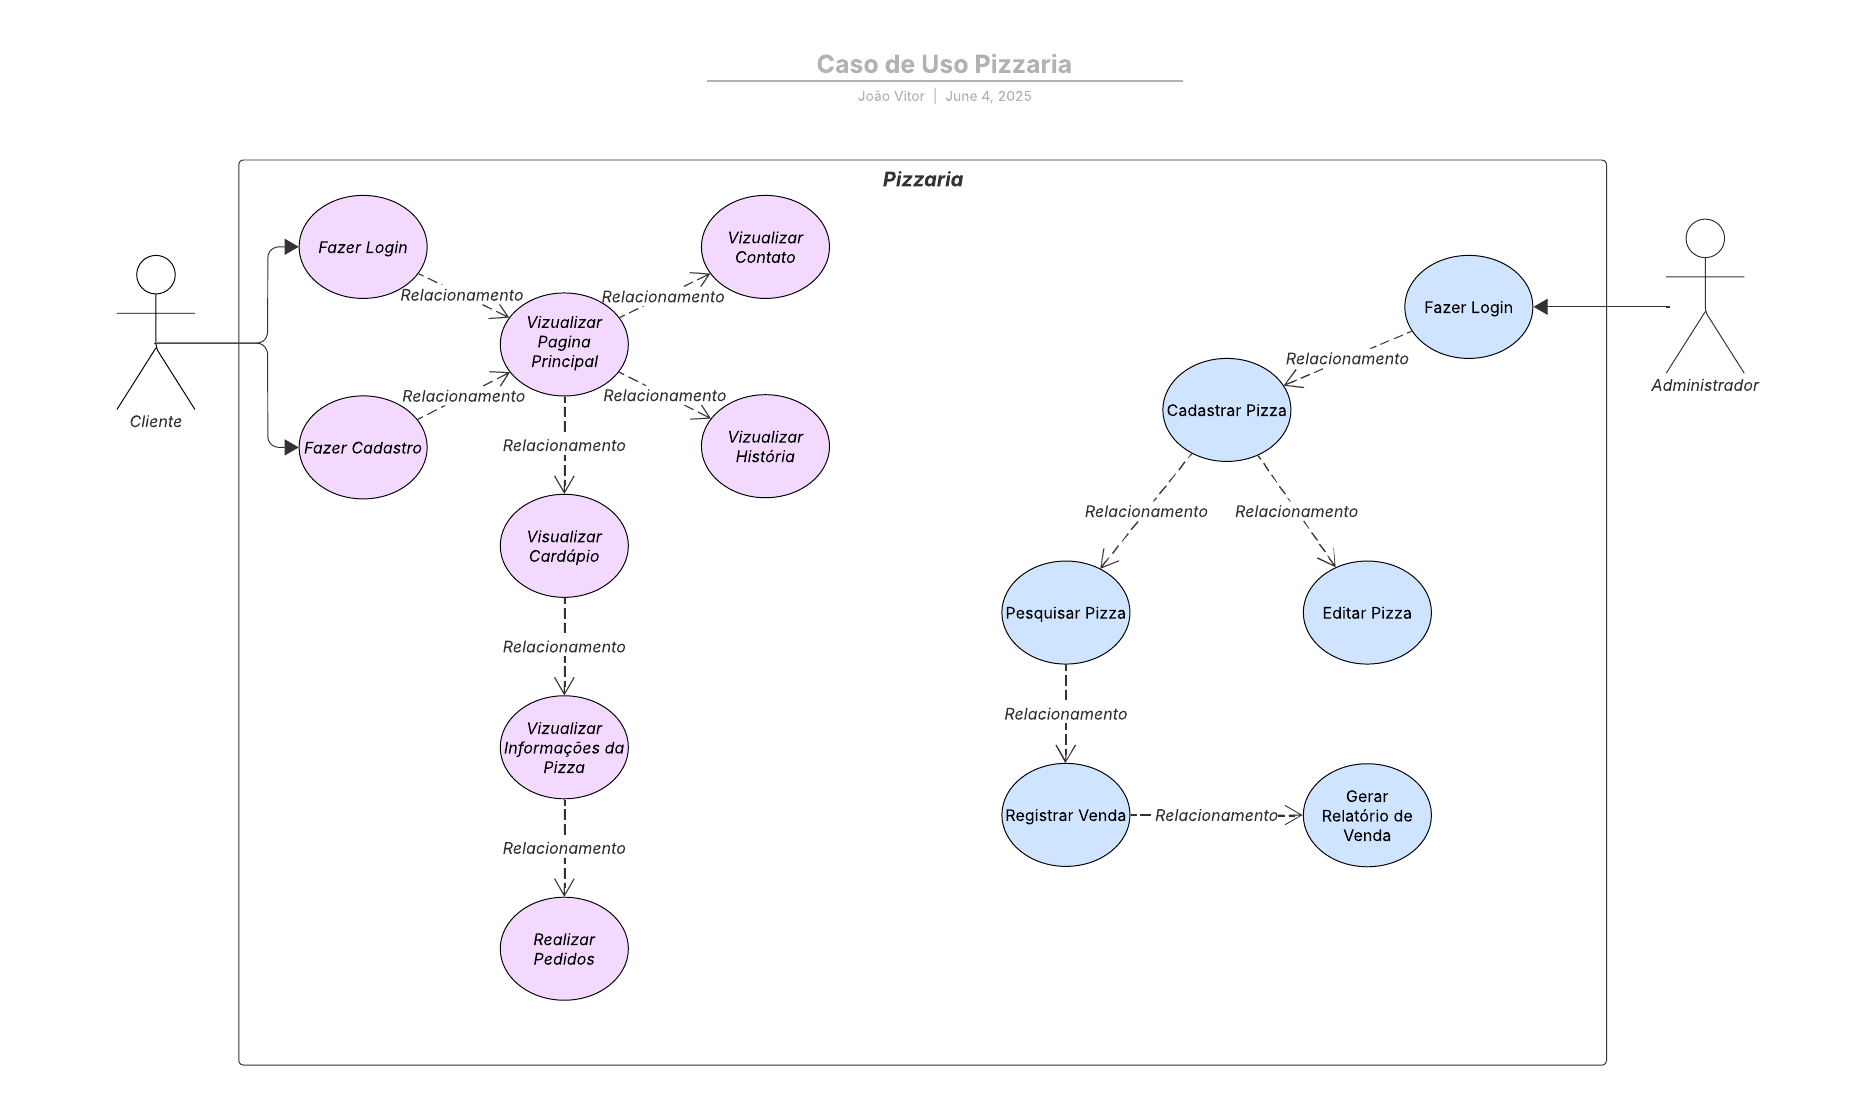 Caso de Uso Pizzaria
João Vitor | June 4, 2025
Pizzaria
Fazer Login
Relacionamento
Vizualizar
Contato
Relacionamento
Vizualizar
Pagina
Principal
Cliente
Fazer Cadastro
Relacionamento
Relacionamento
Vizualizar
História
Relacionamento
Visualizar
Cardápio
Relacionamento
Vizualizar
Informações da
Pizza
Relacionamento
Realizar
Pedidos
Administrador
Fazer Login
Relacionamento
Cadastrar Pizza
Relacionamento
Relacionamento
Pesquisar Pizza
Editar Pizza
Relacionamento
Registrar Venda
Relacionamento
Gerar
Relatório de
Venda